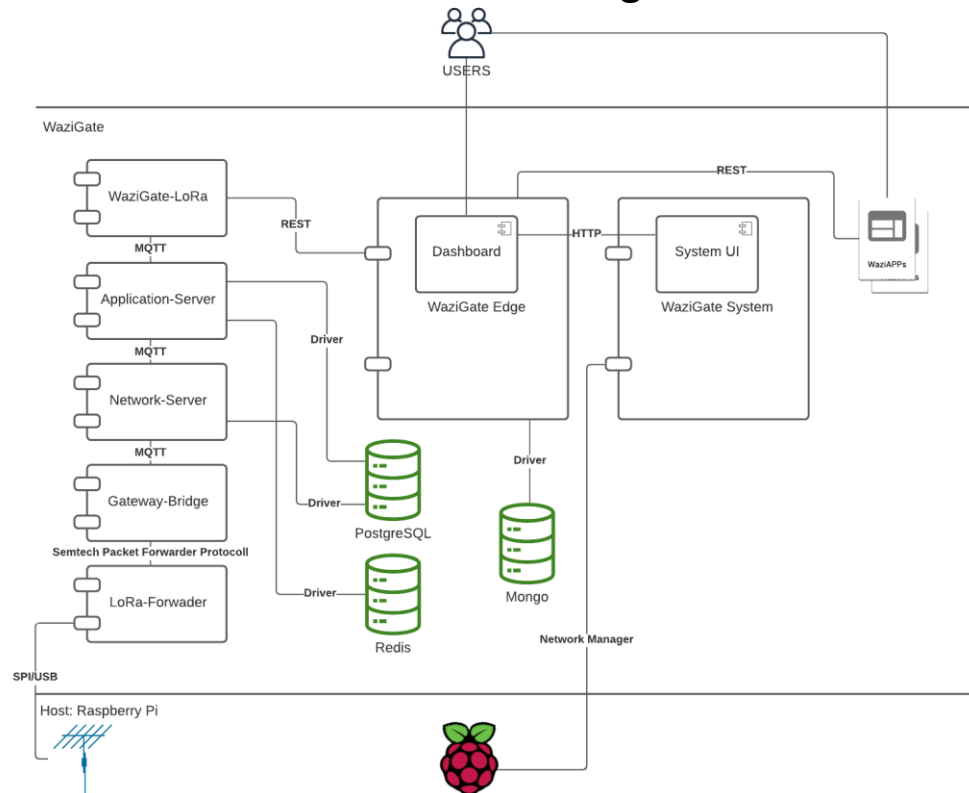 USERS
WaziGate
WaziGate-LoRa
REST
REST
MQTT
Dashboard
HTTP
System UI
WaziAPPs
Application-Server
WaziGate Edge
WaziGate System
Driver
MQTT
Network-Server
MQTT
Driver
Gateway-Bridge
Driver
PostgreSQL
Semtech Packet Forwarder Protocoll
LoRa-Forwader
Driver
Mongo
Redis
Network Manager
SPI/USB
Host: Raspberry Pi